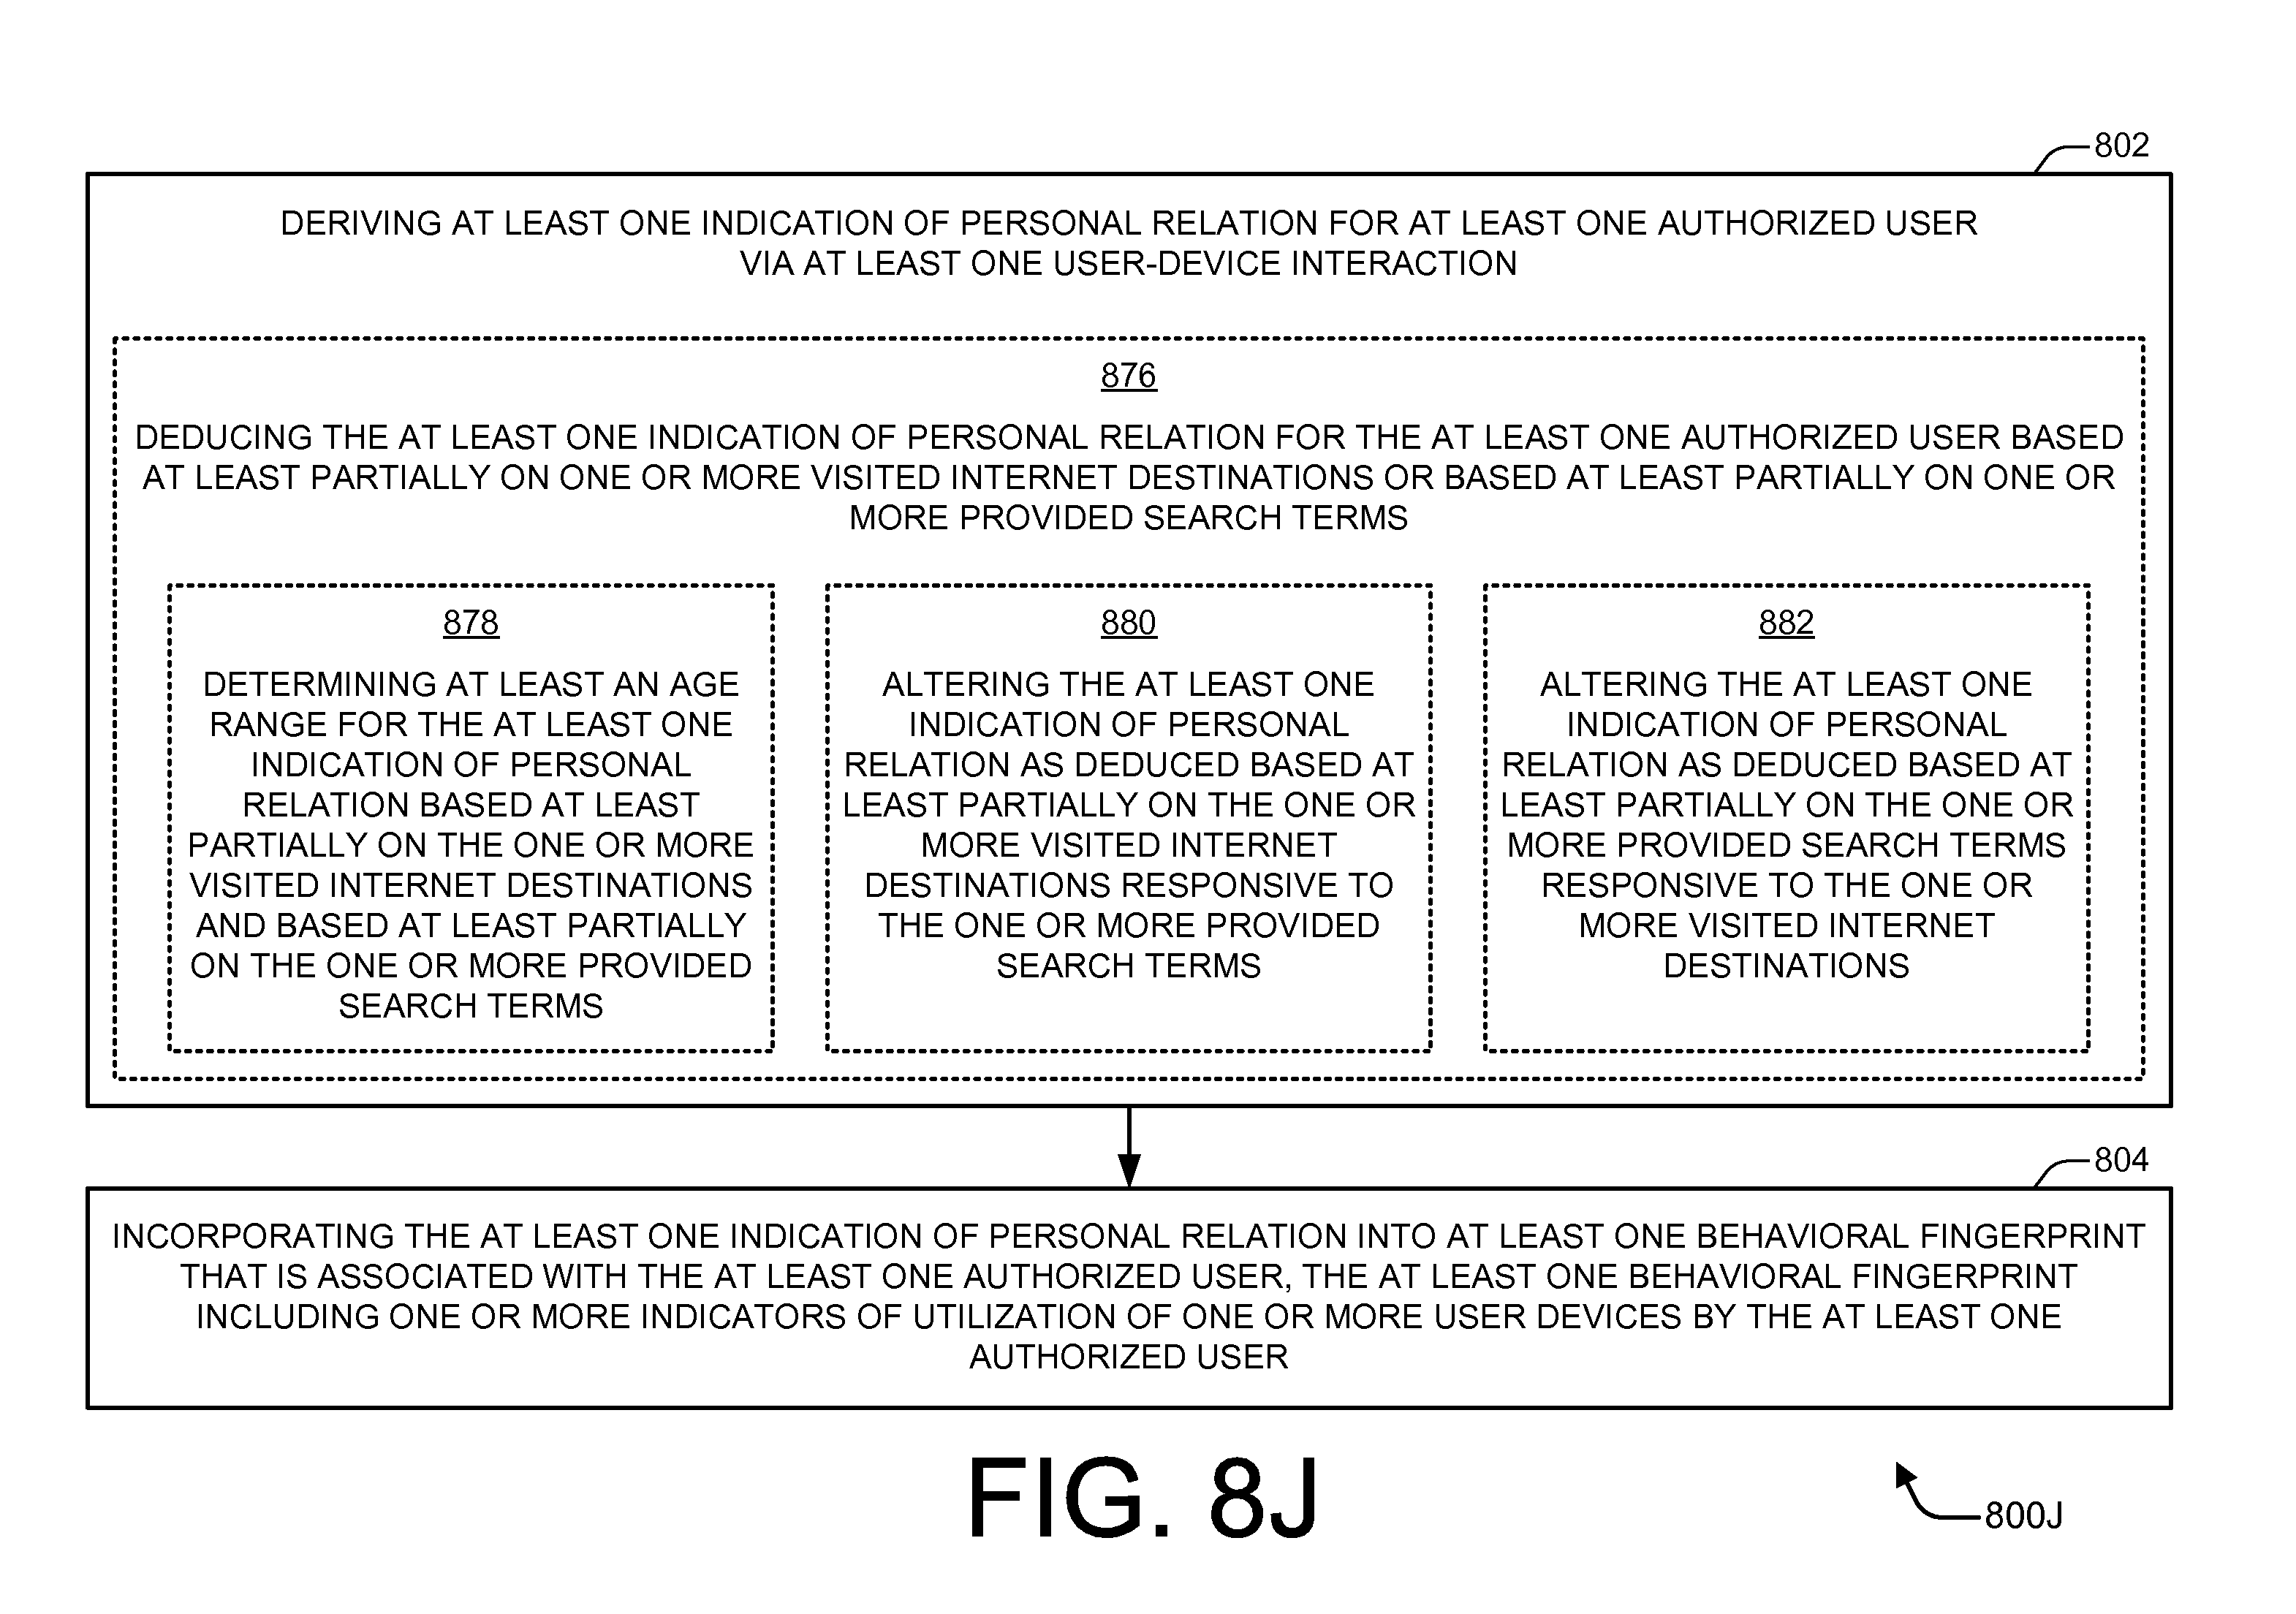 802
DERIVING AT LEAST ONE INDICATION OF PERSONAL RELATION FOR AT LEAST ONE AUTHORIZED USER
VIA AT LEAST ONE USER-DEVICE INTERACTION
876
DEDUCING THE AT LEAST ONE INDICATION OF PERSONAL RELATION FOR THE AT LEAST ONE AUTHORIZED USER BASED
AT LEAST PARTIALLY ON ONE OR MORE VISITED INTERNET DESTINATIONS OR BASED AT LEAST PARTIALLY ON ONE OR
MORE PROVIDED SEARCH TERMS
878
DETERMINING AT LEAST AN AGE
RANGE FOR THE AT LEAST ONE
INDICATION OF PERSONAL
RELATION BASED AT LEAST
PARTIALLY ON THE ONE OR MORE
VISITED INTERNET DESTINATIONS
AND BASED AT LEAST PARTIALLY
ON THE ONE OR MORE PROVIDED
SEARCH TERMS
880
ALTERING THE AT LEAST ONE
INDICATION OF PERSONAL
RELATION AS DEDUCED BASED AT
LEAST PARTIALLY ON THE ONE OR
MORE VISITED INTERNET
DESTINATIONS RESPONSIVE TO
THE ONE OR MORE PROVIDED
SEARCH TERMS
882
ALTERING THE AT LEAST ONE
INDICATION OF PERSONAL
RELATION AS DEDUCED BASED AT
LEAST PARTIALLY ON THE ONE OR
MORE PROVIDED SEARCH TERMS
RESPONSIVE TO THE ONE OR
MORE VISITED INTERNET
DESTINATIONS
804
INCORPORATING THE AT LEAST ONE INDICATION OF PERSONAL RELATION INTO AT LEAST ONE BEHAVIORAL FINGERPRINT
THAT IS ASSOCIATED WITH THE AT LEAST ONE AUTHORIZED USER, THE AT LEAST ONE BEHAVIORAL FINGERPRINT
INCLUDING ONE OR MORE INDICATORS OF UTILIZATION OF ONE OR MORE USER DEVICES BY THE AT LEAST ONE
AUTHORIZED USER
FIG. 8J
800J